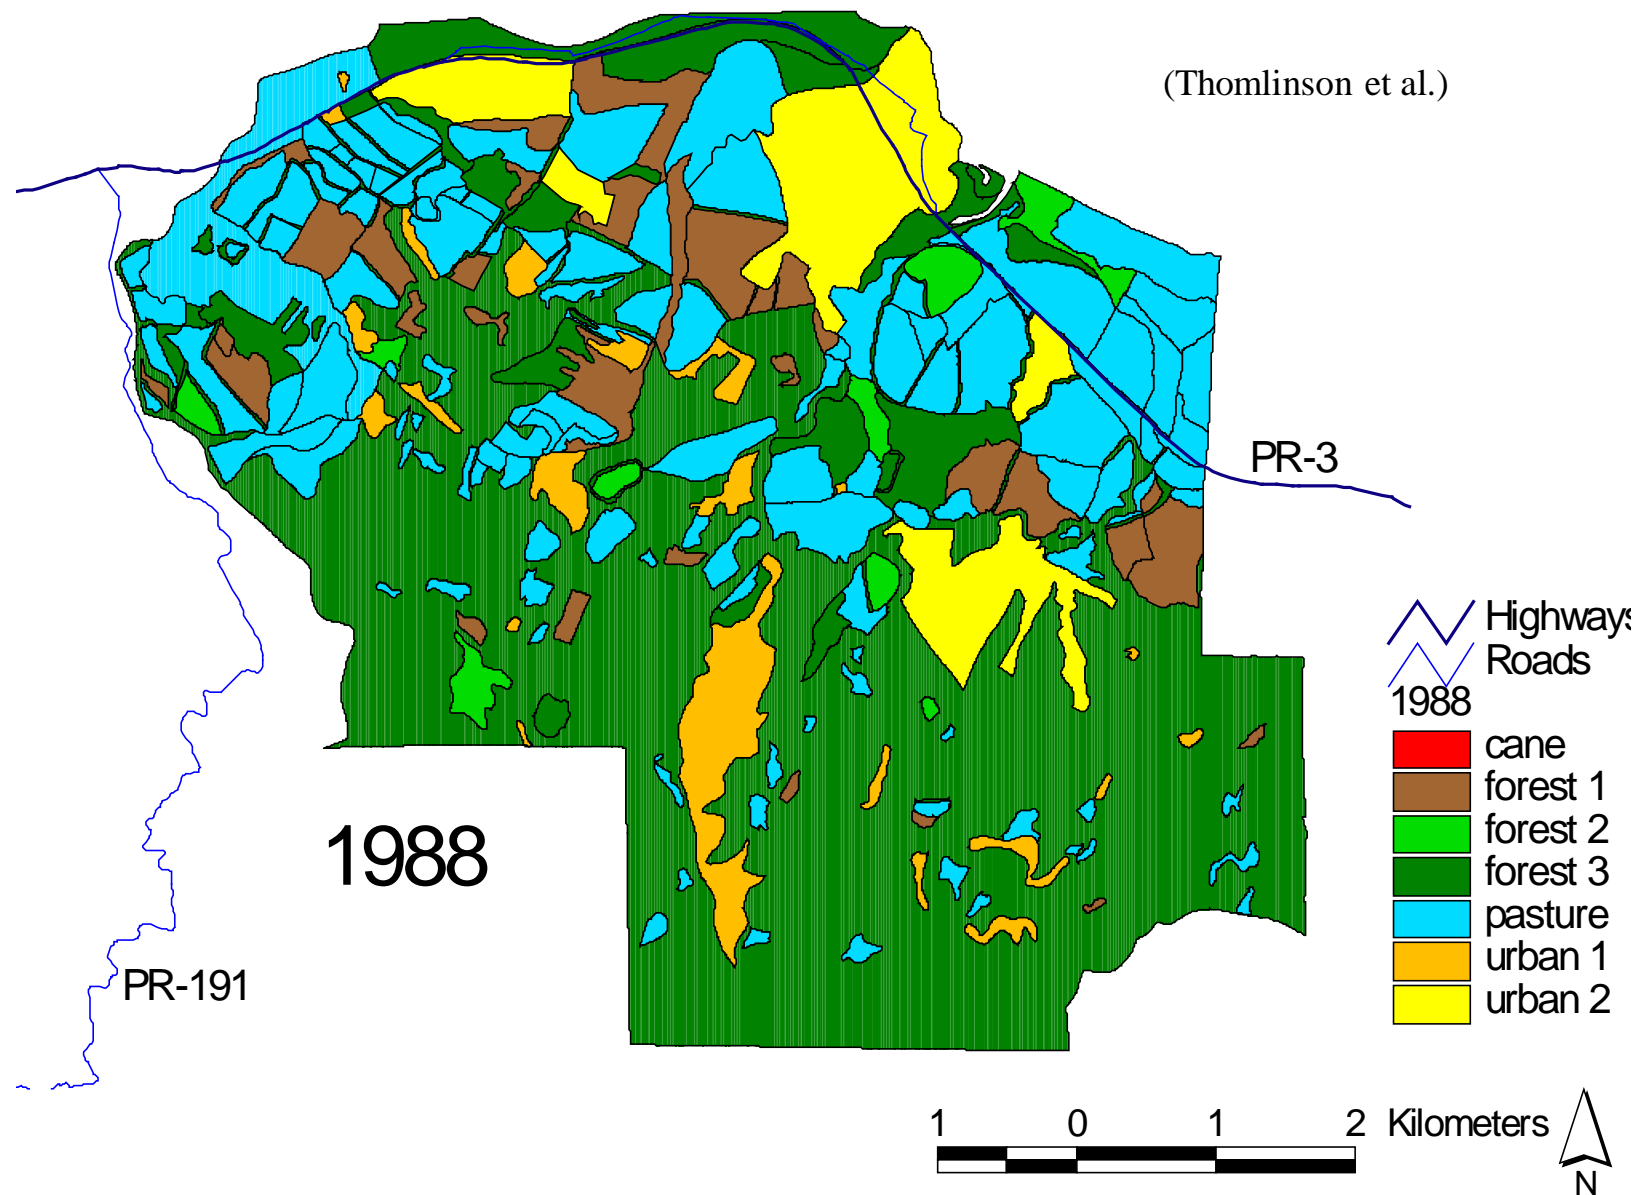 (Thomlinson et al.)
PR-3
Highways
Roads
1988
cane
forest 1
forest 2
forest 3
pasture
urban 1
urban 2
1988
PR-191
1 0 1 2 Kilometers
N